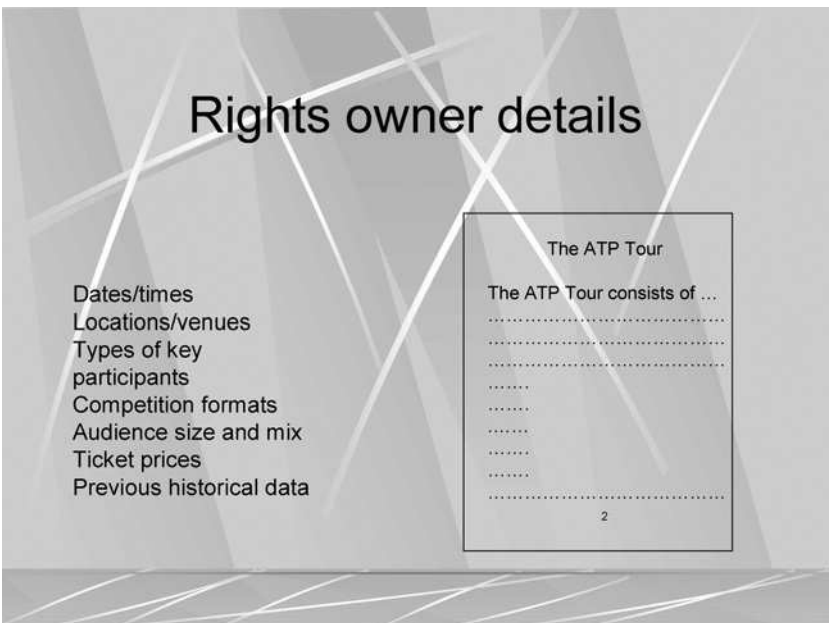 Rights owner details
Dates/times
Locations/venues
Types of key
participants
Competition formats
Audience size and mix
Ticket prices
Previous historical data
The ATP Tour
The ATP Tour consists of …
…………………………………
…………………………………
…………………………………
…….
…….
…….
…….
…….
…………………………………
2